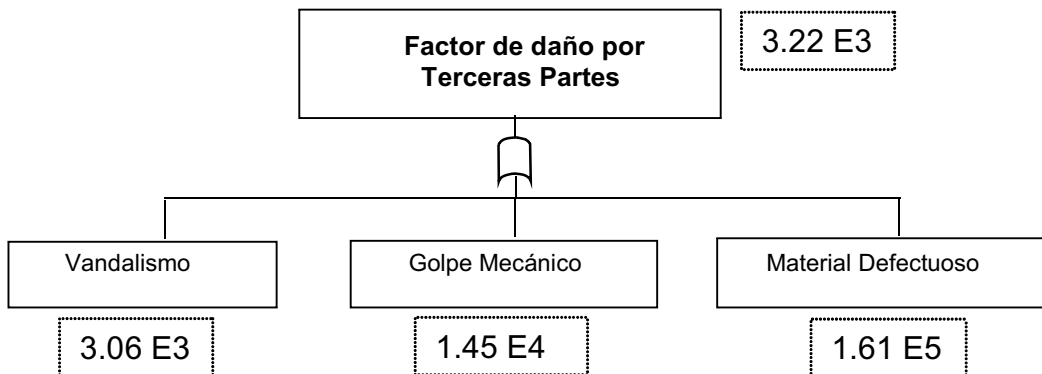 Factor de daño por
Terceras Partes
3.22 E3
Vandalismo
Golpe Mecánico
Material Defectuoso
3.06 E3
1.45 E4
1.61 E5